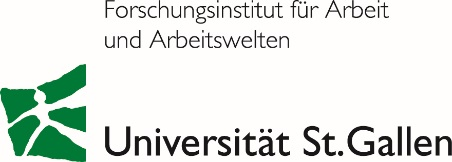 Forschungsinstitut für Arbeit
und Arbeitswelten
Universität St.Gallen